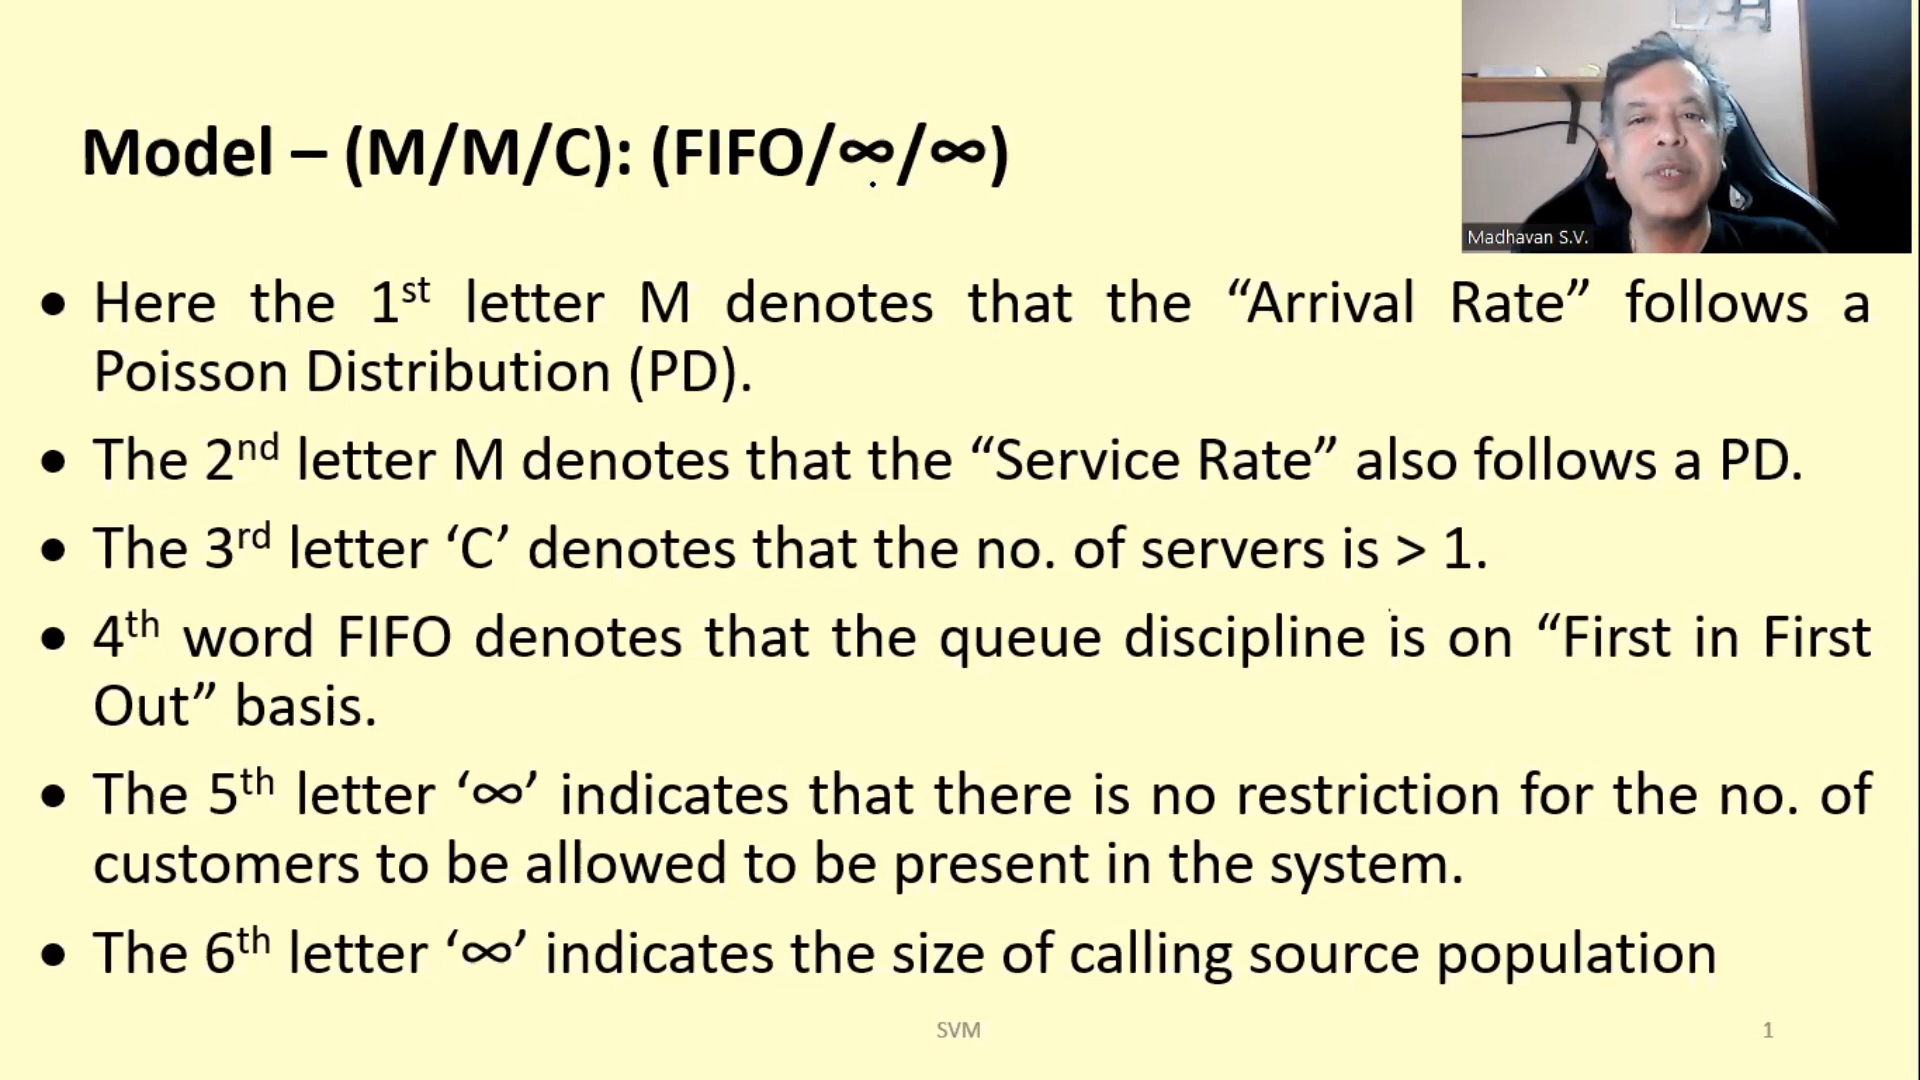 Model – (M/M/C): (FIFO/∞/∞)
Madhavan S.V.
• Here the 1st letter M denotes that the “Arrival Rate” follows a
Poisson Distribution (PD).
• The 2nd letter M denotes that the “Service Rate” also follows a PD.
• The 3rd letter ‘C’ denotes that the no. of servers is > 1.
• 4th word FIFO denotes that the queue discipline is on “First in First
Out” basis.
• The 5th letter ‘∞’ indicates that there is no restriction for the no. of
customers to be allowed to be present in the system.
• The 6th letter ‘∞’ indicates the size of calling source population
SVM
1